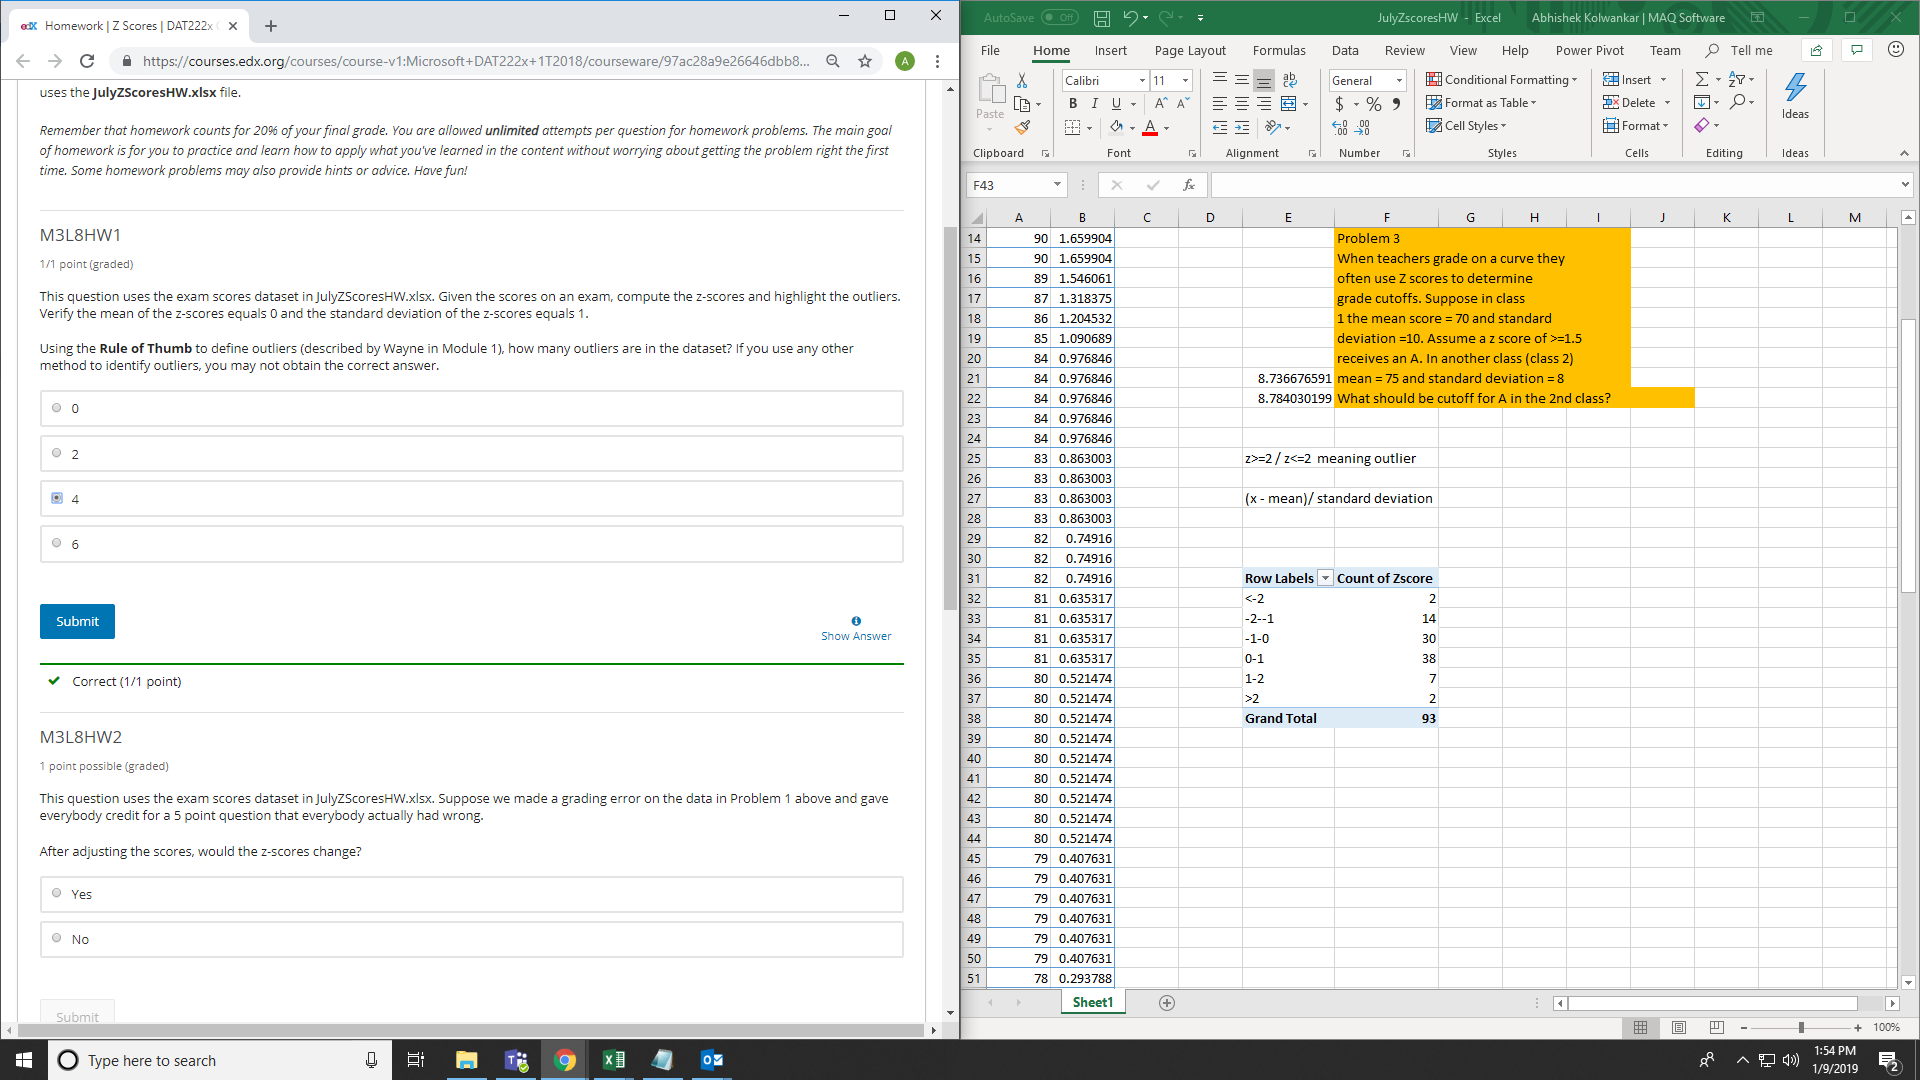 Homework | Z Scores | DAT222x
https://courses.edx.org/courses/course-v1:Microsoft+DAT222x+1T2018/courseware/97ac28a9e26646dbb8...
A
uses the JulyZScoresHW.xlsx file.
Remember that homework counts for 20% of your final grade. You are allowed unlimited attempts per question for homework problems. The main goal
of homework is for you to practice and learn how to apply what you've learned in the content without worrying about getting the problem right the first
time. Some homework problems may also provide hints or advice. Have fun!
M3L8HW1
1/1 point (graded)
This question uses the exam scores dataset in JulyZScoresHW.xlsx. Given the scores on an exam, compute the z-scores and highlight the outliers.
Verify the mean of the z-scores equals 0 and the standard deviation of the z-scores equals 1.
Using the Rule of Thumb to define outliers (described by Wayne in Module 1), how many outliers are in the dataset? If you use any other
method to identify outliers, you may not obtain the correct answer.
0
2
4
6
Submit
Show Answer
Correct (1/1 point)
M3L8HW2
1 point possible (graded)
This question uses the exam scores dataset in JulyZScoresHW.xlsx. Suppose we made a grading error on the data in Problem 1 above and gave
everybody credit for a 5 point question that everybody actually had wrong.
After adjusting the scores, would the z-scores change?
Yes
No
Submit
AutoSave Off JulyZscoresHW - Excel Abhishek Kolwankar | MAQ Software
File Home Insert Page Layout Formulas Data Review View Help Power Pivot Team Tell me
Paste
Calibri 11
B I U
General
$ %
Conditional Formatting
Format as Table
Cell Styles
Insert
Delete
Format
Ideas
Clipboard Font Alignment Number Styles Cells Editing Ideas
F43
fx
A B C D E F G H I J K L M
14 90 1.659904 Problem 3
15 90 1.659904 When teachers grade on a curve they
16 89 1.546061 often use Z scores to determine
17 87 1.318375 grade cutoffs. Suppose in class
18 86 1.204532 1 the mean score = 70 and standard
19 85 1.090689 deviation =10. Assume a z score of >=1.5
20 84 0.976846 receives an A. In another class (class 2)
21 84 0.976846 8.736676591 mean = 75 and standard deviation = 8
22 84 0.976846 8.784030199 What should be cutoff for A in the 2nd class?
23 84 0.976846
24 84 0.976846
25 83 0.863003 z>=2 / z<=2 meaning outlier
26 83 0.863003
27 83 0.863003 (x - mean)/ standard deviation
28 83 0.863003
29 82 0.74916
30 82 0.74916
31 82 0.74916 Row Labels Count of Zscore
32 81 0.635317 <-2 2
33 81 0.635317 -2--1 14
34 81 0.635317 -1-0 30
35 81 0.635317 0-1 38
36 80 0.521474 1-2 7
37 80 0.521474 >2 2
38 80 0.521474 Grand Total 93
39 80 0.521474
40 80 0.521474
41 80 0.521474
42 80 0.521474
43 80 0.521474
44 80 0.521474
45 79 0.407631
46 79 0.407631
47 79 0.407631
48 79 0.407631
49 79 0.407631
50 79 0.407631
51 78 0.293788
Sheet1
100%
Type here to search
1:54 PM
1/9/2019
2